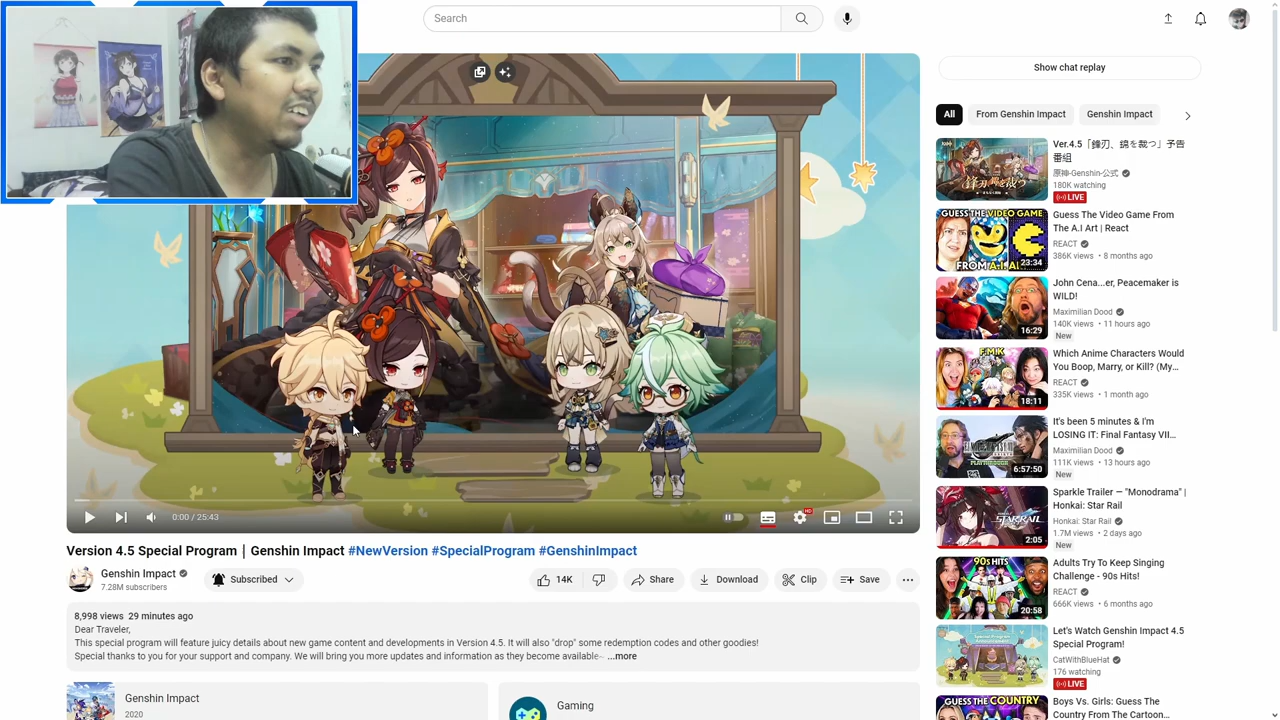 Search
0:00 / 25:43
HD
Version 4.5 Special Program | Genshin Impact #NewVersion #SpecialProgram #GenshinImpact
Genshin Impact
7.28M subscribers
Subscribed
14K
Share
Download
Clip
Save
8,998 views 29 minutes ago
Dear Traveler,
This special program will feature juicy details about new game content and developments in Version 4.5. It will also "drop" some redemption codes and other goodies!
Special thanks to you for your support and company. We will bring you more updates and information as they become available~ ...more
Genshin Impact
2020
Gaming
Show chat replay
All
From Genshin Impact
Genshin Impact
Ver.4.5「鋒刃、錦を裁つ」予告
番組
原神-Genshin-公式
180K watching
LIVE
GUESS THE VIDEO GAME
FROM A.I. A
23:34
Guess The Video Game From
The A.I Art | React
REACT
386K views • 8 months ago
16:29
John Cena...er, Peacemaker is
WILD!
Maximilian Dood
140K views • 11 hours ago
New
F,M,K
18:11
Which Anime Characters Would
You Boop, Marry, or Kill? (My...
REACT
335K views • 1 month ago
6:57:50
It's been 5 minutes & I'm
LOSING IT: Final Fantasy VII...
Maximilian Dood
111K views • 13 hours ago
New
STAR RAIL
2:05
Sparkle Trailer — "Monodrama" |
Honkai: Star Rail
Honkai: Star Rail
1.7M views • 2 days ago
New
90s HITS
20:58
Adults Try To Keep Singing
Challenge - 90s Hits!
REACT
666K views • 6 months ago
Let's Watch Genshin Impact 4.5
Special Program!
CatWithBlueHat
176 watching
LIVE
GUESS THE COUNTRY
Boys Vs. Girls: Guess The
Country From The Cartoon...